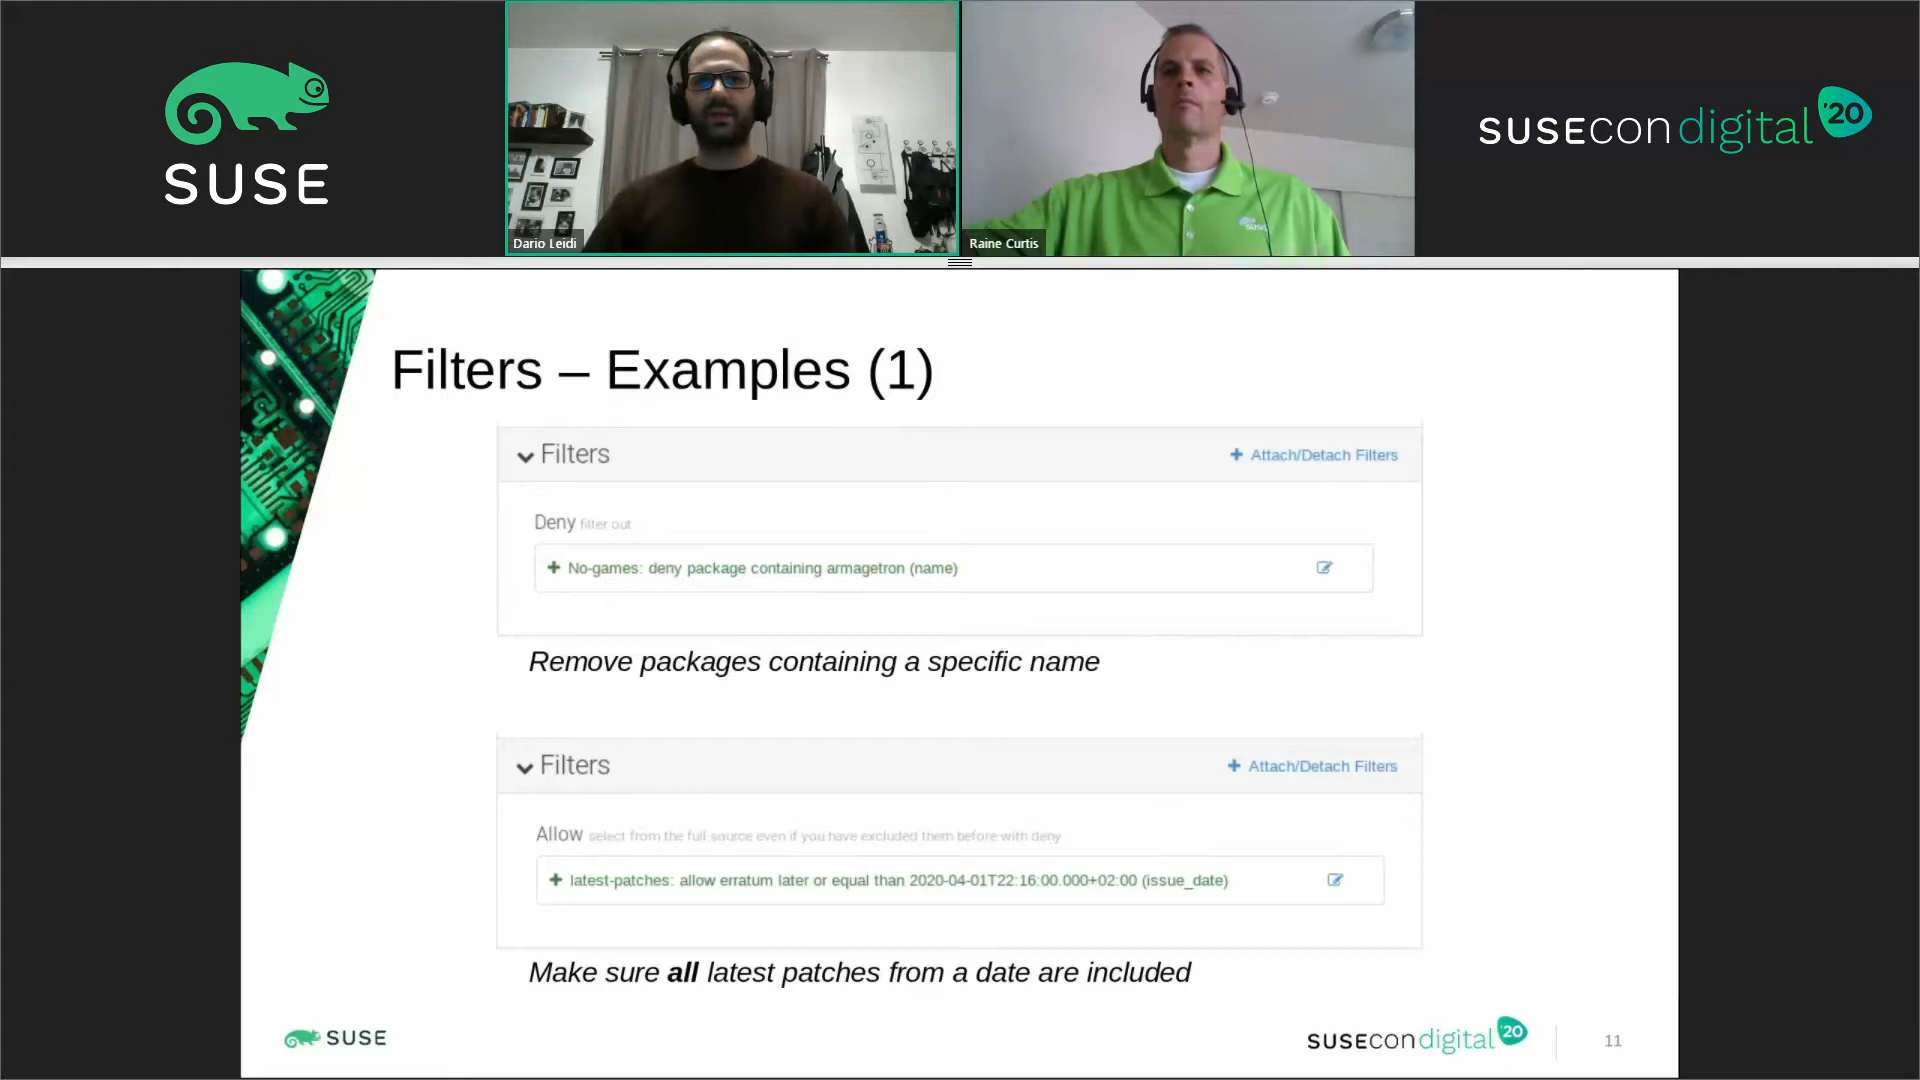 SUSE
Dario Leidi
Raine Curtis
SUSEcon digital '20
Filters – Examples (1)
Filters
Attach/Detach Filters
Deny filter out
No-games: deny package containing armagetron (name)
Remove packages containing a specific name
Filters
Attach/Detach Filters
Allow select from the full source even if you have excluded them before with deny
latest-patches: allow erratum later or equal than 2020-04-01T22:16:00.000+02:00 (issue_date)
Make sure all latest patches from a date are included
SUSE
SUSEcon digital '20
11